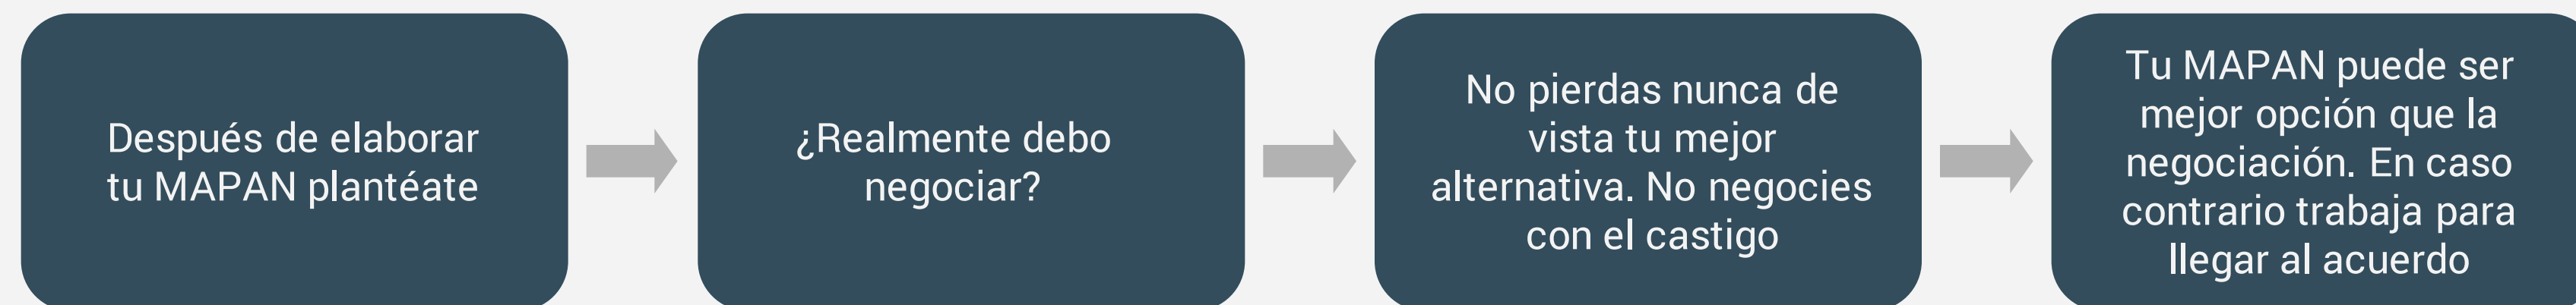 Después de elaborar
tu MAPAN plantéate
¿Realmente debo
negociar?
No pierdas nunca de
vista tu mejor
alternativa. No negocies
con el castigo
Tu MAPAN puede ser
mejor opción que la
negociación. En caso
contrario trabaja para
llegar al acuerdo